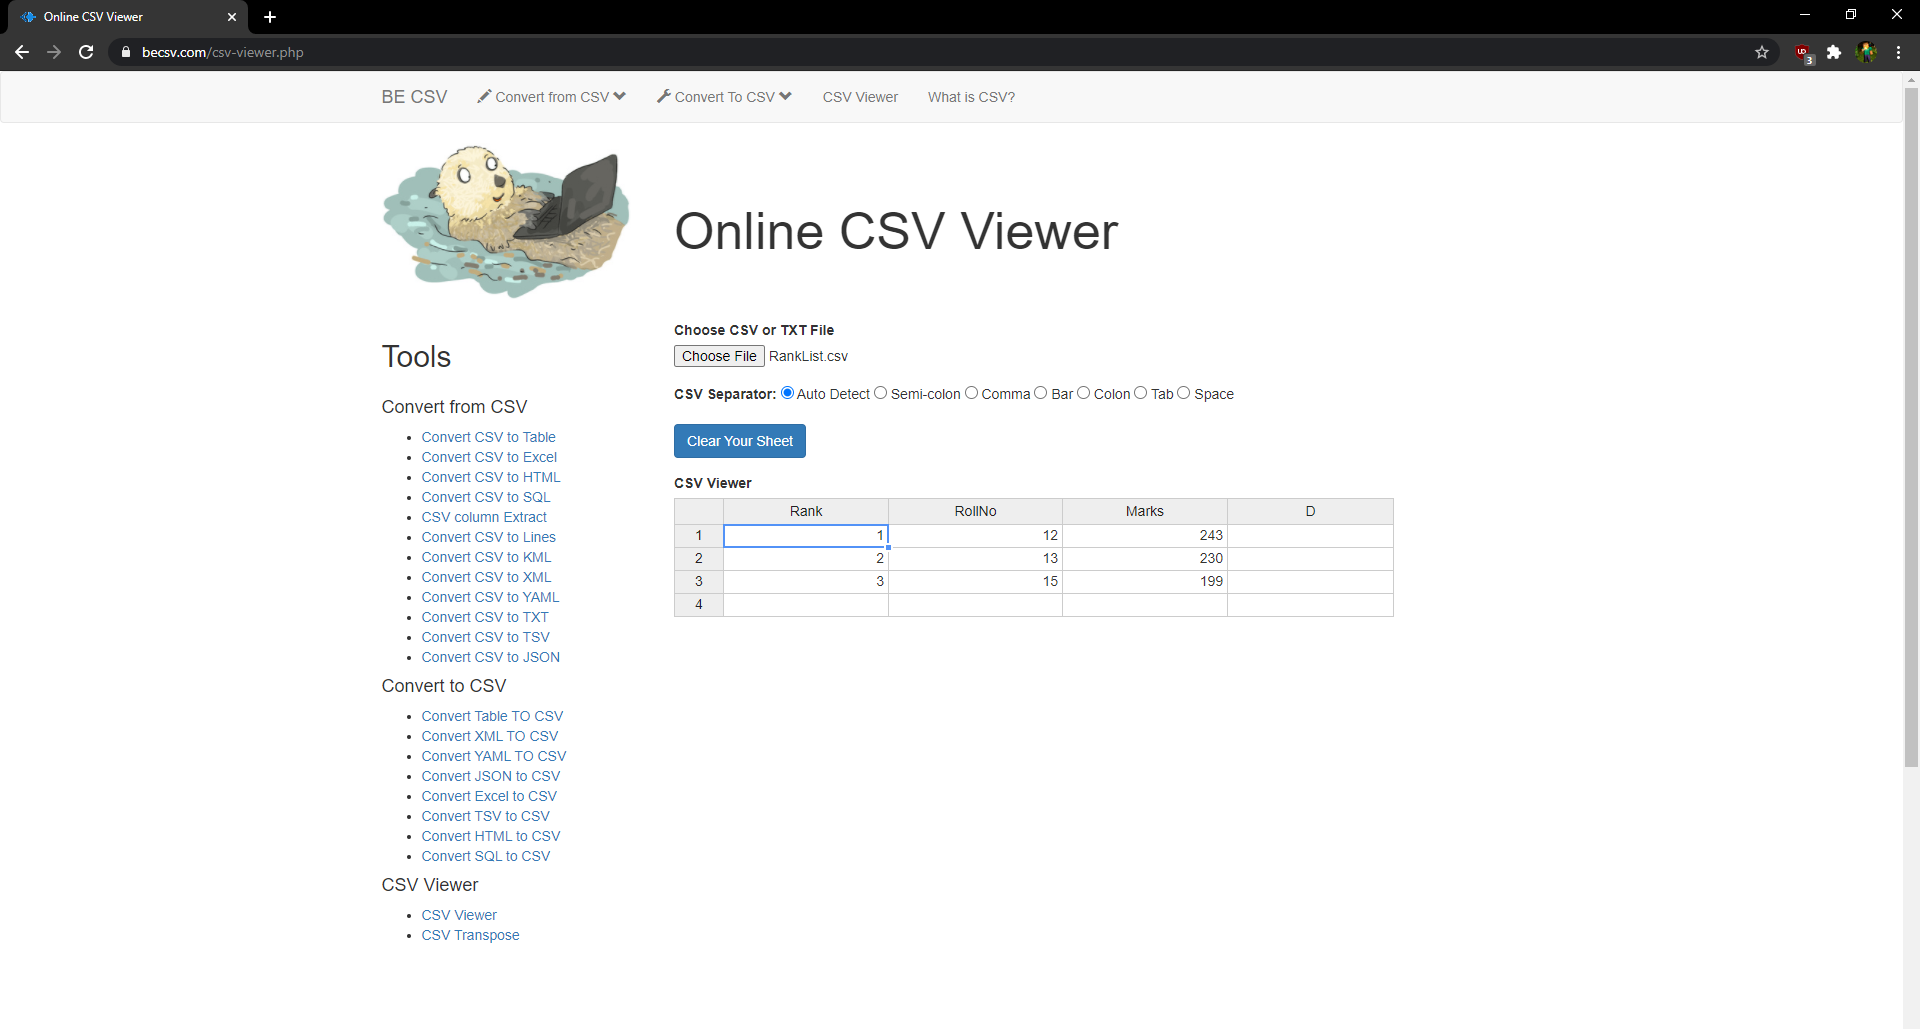 Online CSV Viewer
becsv.com/csv-viewer.php
3
BE CSV
Convert from CSV
Convert To CSV
CSV Viewer
What is CSV?
Online CSV Viewer
Choose CSV or TXT File
Choose File RankList.csv
CSV Separator: Auto Detect Semi-colon Comma Bar Colon Tab Space
Clear Your Sheet
CSV Viewer
Rank RollNo Marks D
1 1 12 243
2 2 13 230
3 3 15 199
4
Tools
Convert from CSV
Convert CSV to Table
Convert CSV to Excel
Convert CSV to HTML
Convert CSV to SQL
CSV column Extract
Convert CSV to Lines
Convert CSV to KML
Convert CSV to XML
Convert CSV to YAML
Convert CSV to TXT
Convert CSV to TSV
Convert CSV to JSON
Convert to CSV
Convert Table TO CSV
Convert XML TO CSV
Convert YAML TO CSV
Convert JSON to CSV
Convert Excel to CSV
Convert TSV to CSV
Convert HTML to CSV
Convert SQL to CSV
CSV Viewer
CSV Viewer
CSV Transpose